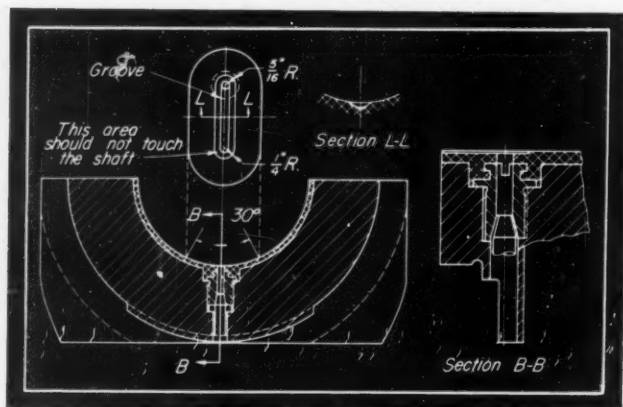 Groove
5"
16 R.
L L
This area
should not touch
the shaft
1"
4 R.
Section L-L
B 30°
B
Section B-B